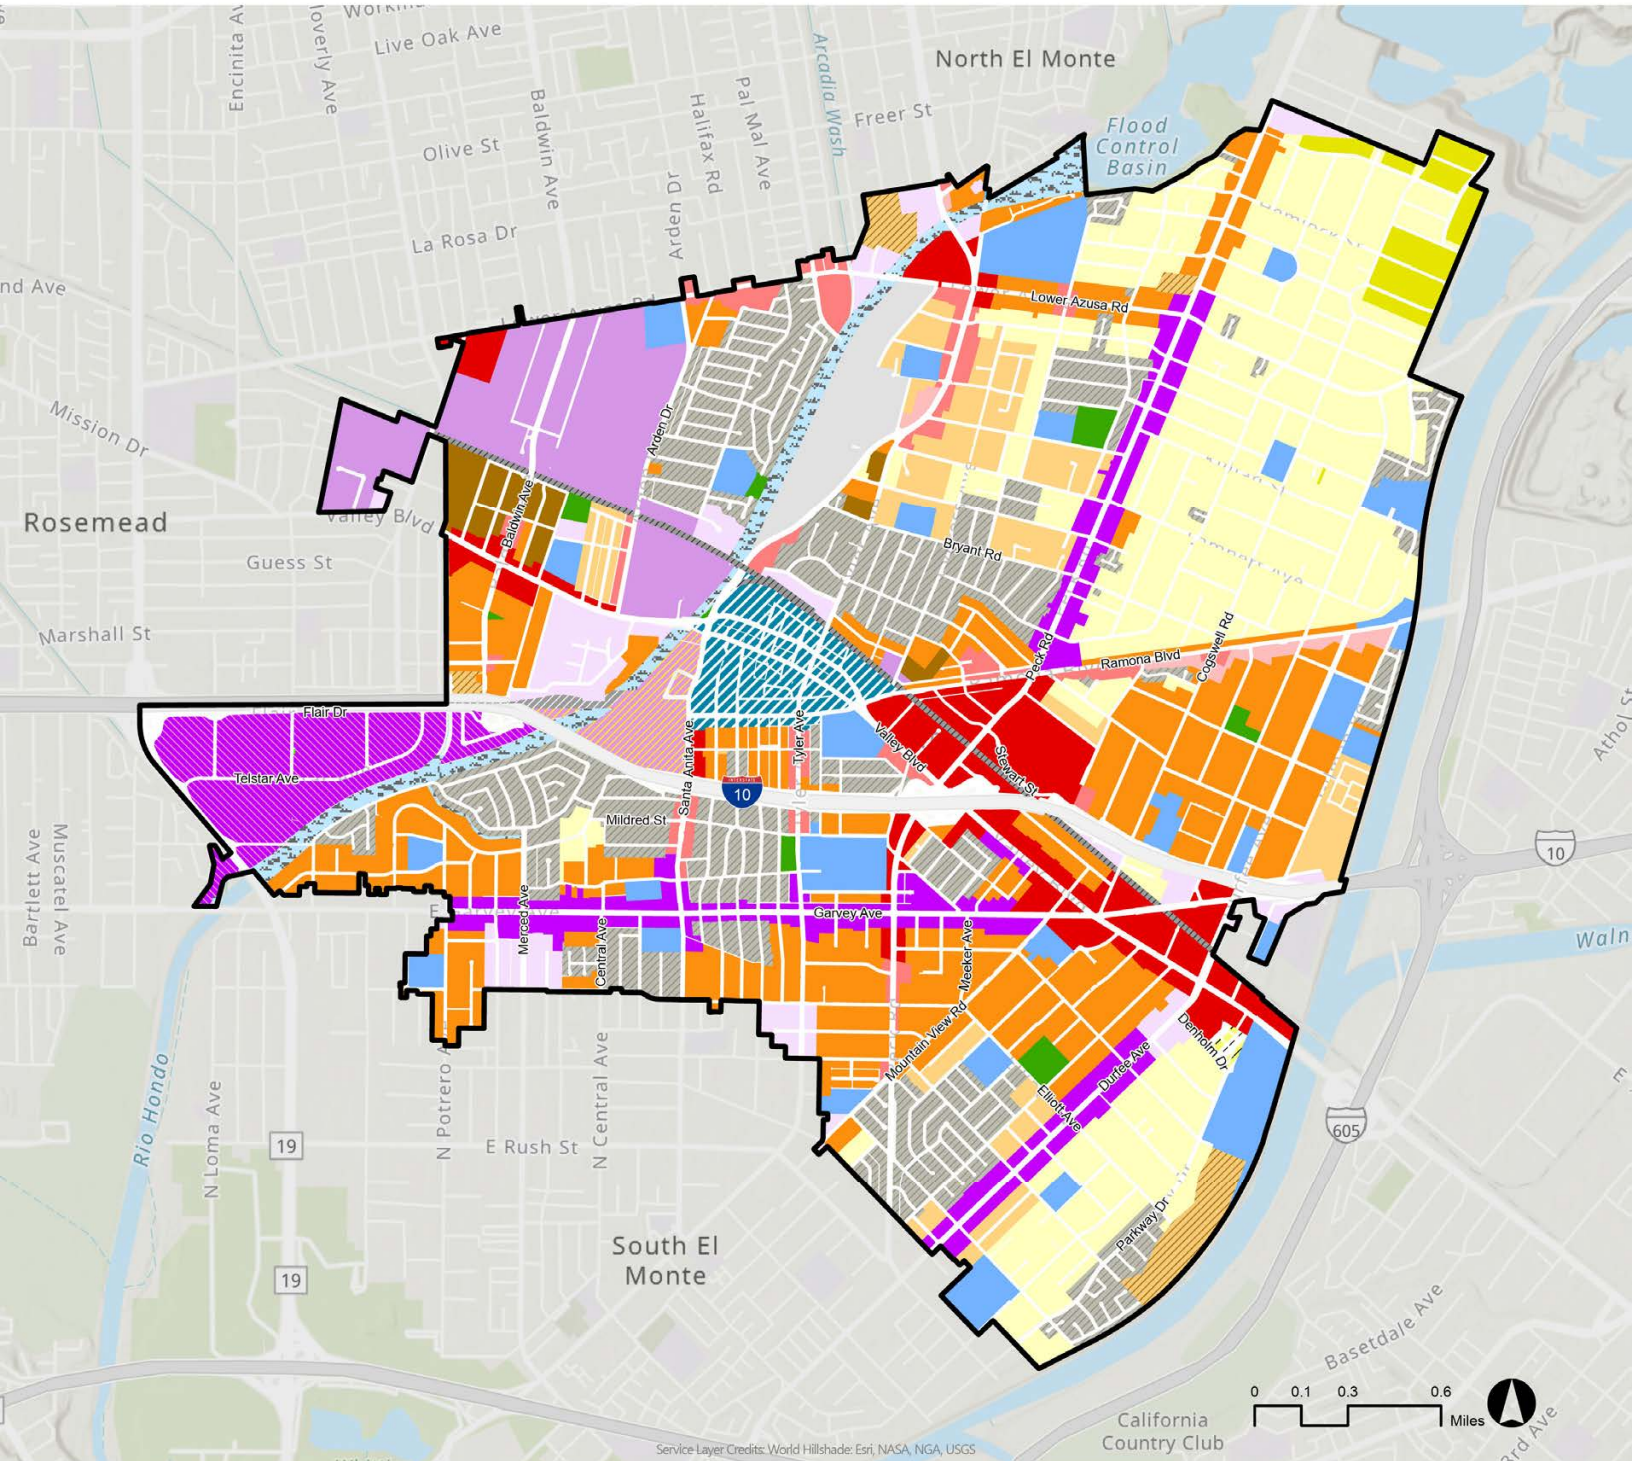 Live Oak Ave
Encinita Av
loverly Ave
Arcadia Wash
North El Monte
Baldwin Ave
Halifax Rd
Pal Mal Ave
Freer St
Flood
Control
Basin
Olive St
Arden Dr
La Rosa Dr
nd Ave
Lower Azusa Rd
Mission Dr
Arden Dr
Rosemead
Valley Blvd
Baldwin Ave
Guess St
Bryant Rd
Marshall St
Cogswell Rd
Peck Rd
Ramona Blvd
Flair Dr
Santa Anita Ave
Tyler Ave
Valley Blvd
Stewart St
Athol St
Telstar Ave
INTERSTATE
10
Mildred St
10
Bartlett Ave
Muscatel Ave
Merced Ave
Garvey Ave
Central Ave
Meeker Ave
Waln
Mountain View Rd
Denholm Dr
Durfee Ave
Elliott Ave
Rio Hondo
N Loma Ave
N Potrero A
N Central Ave
19
E Rush St
605
Parkway Dr
South El
Monte
19
Basetdale Ave
0 0.1 0.3 0.6
Miles
California
Country Club
3rd Ave
Service Layer Credits: World Hillshade: Esri, NASA, NGA, USGS